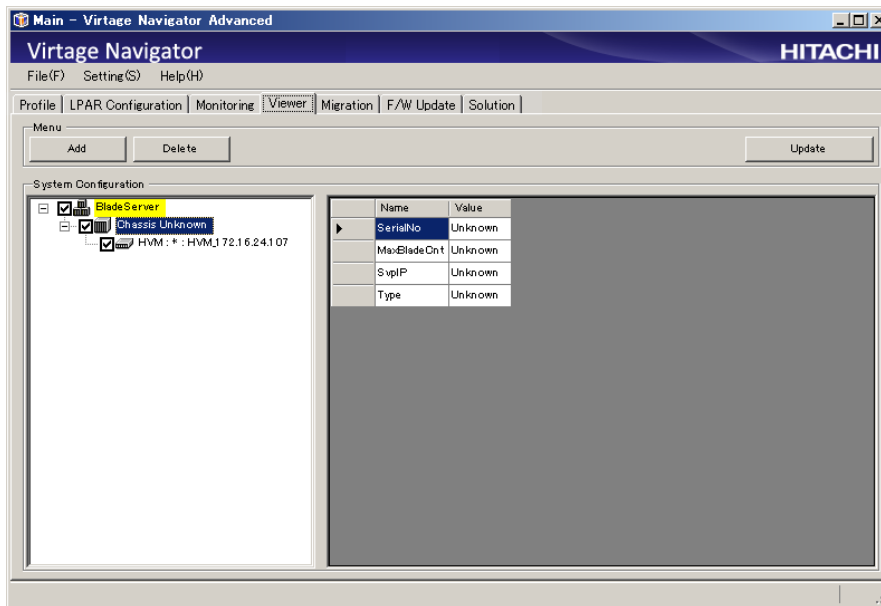 Main - Virtage Navigator Advanced
Virtage Navigator
HITACHI
File(F) Setting(S) Help(H)
Profile LPAR Configuration Monitoring Viewer Migration F/W Update Solution
Menu
Add Delete Update
System Configuration
BladeServer
Chassis Unknown
HVM : * : HVM_172.16.24.107
Name Value
SerialNo Unknown
MaxBladeCnt Unknown
SvpIP Unknown
Type Unknown